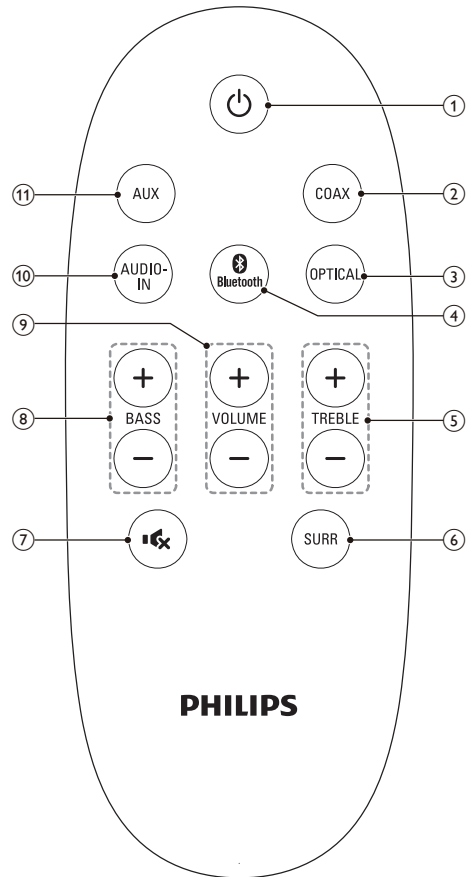 ①
⑪ AUX COAX ②
⑩ AUDIO-
IN
Bluetooth OPTICAL ③
④
⑨
+ + +
⑧ BASS VOLUME TREBLE ⑤
− − −
⑦ SURR ⑥
PHILIPS